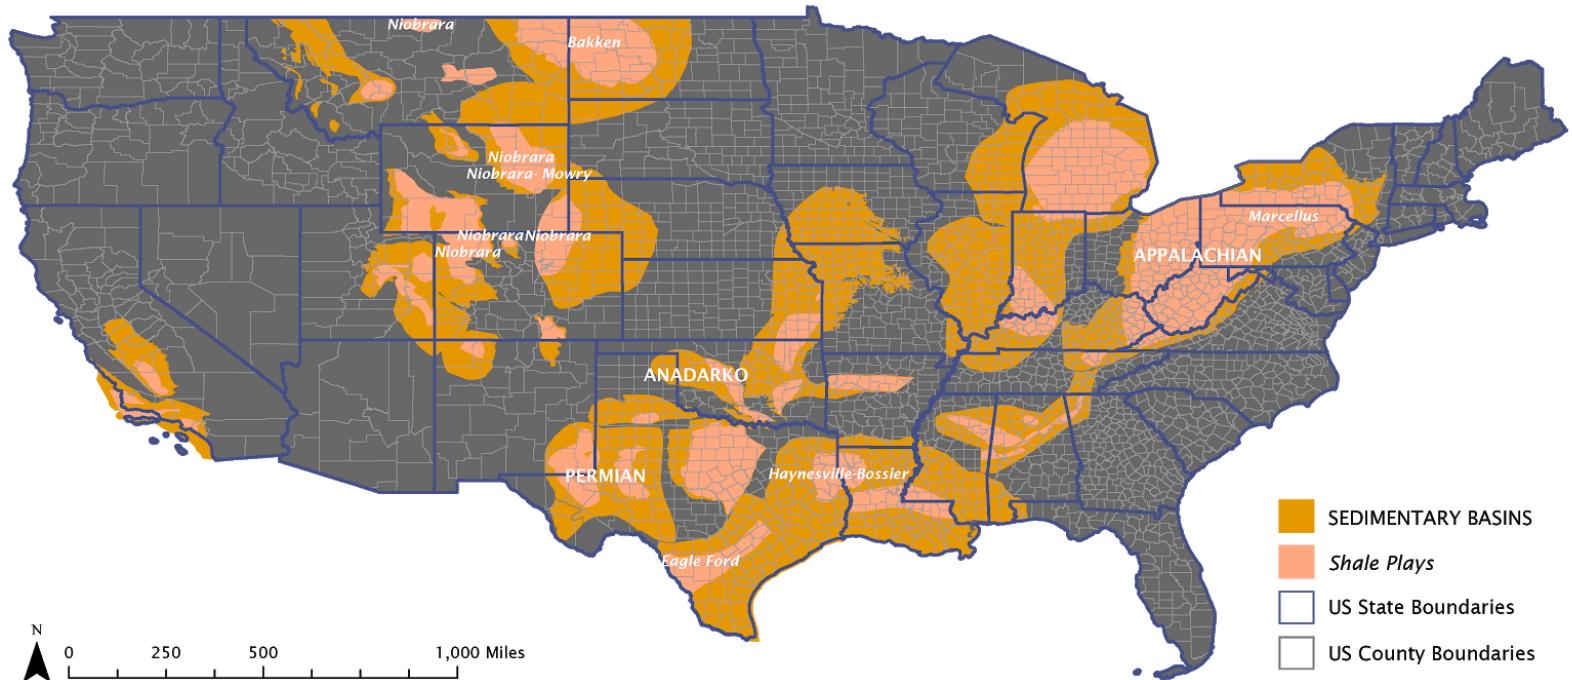 Niobrara
Bakken
Niobrara
Niobrara- Mowry
Marcellus
NiobraraNiobrara
Niobrara
APPALACHIAN
ANADARKO
PERMIAN
Haynesville-Bossier
Eagle Ford
SEDIMENTARY BASINS
Shale Plays
US State Boundaries
US County Boundaries
N
0 250 500 1,000 Miles